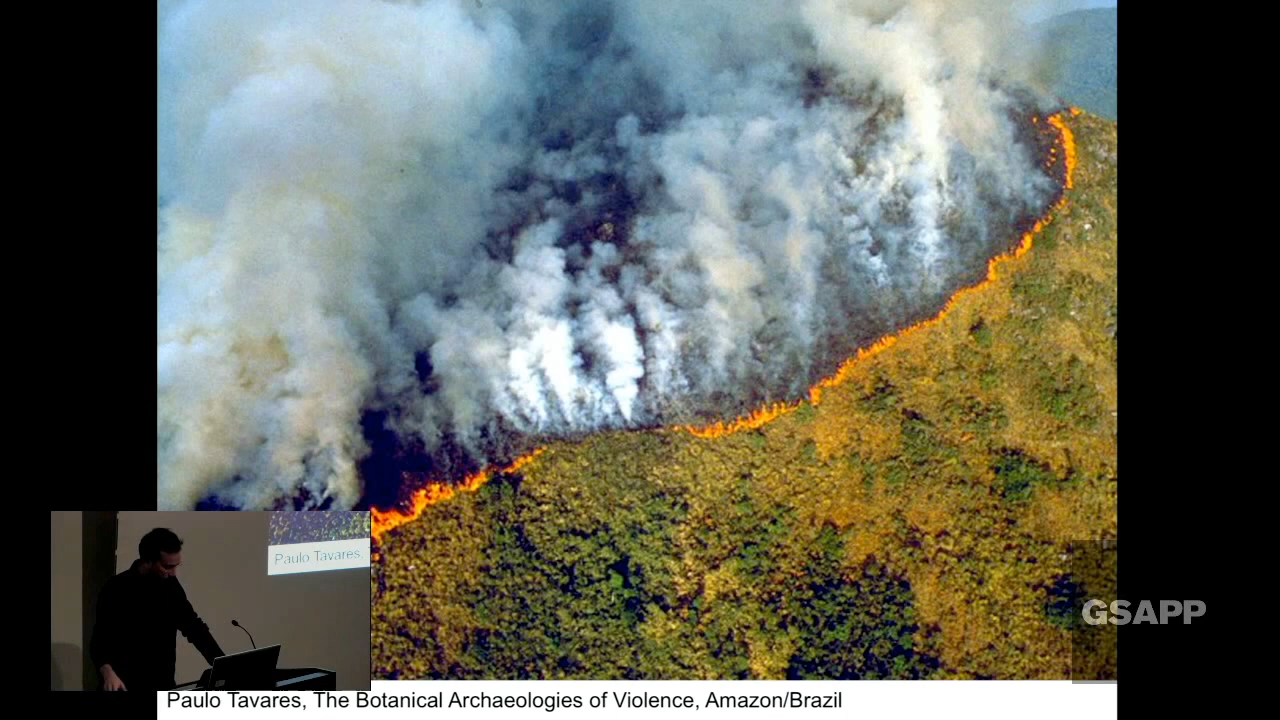 Paulo Tavares,
GSAPP
Paulo Tavares, The Botanical Archaeologies of Violence, Amazon/Brazil